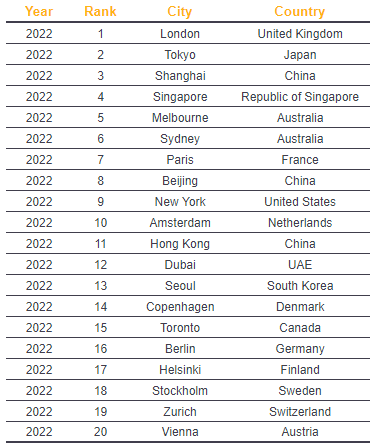 Year Rank City Country
2022 1 London United Kingdom
2022 2 Tokyo Japan
2022 3 Shanghai China
2022 4 Singapore Republic of Singapore
2022 5 Melbourne Australia
2022 6 Sydney Australia
2022 7 Paris France
2022 8 Beijing China
2022 9 New York United States
2022 10 Amsterdam Netherlands
2022 11 Hong Kong China
2022 12 Dubai UAE
2022 13 Seoul South Korea
2022 14 Copenhagen Denmark
2022 15 Toronto Canada
2022 16 Berlin Germany
2022 17 Helsinki Finland
2022 18 Stockholm Sweden
2022 19 Zurich Switzerland
2022 20 Vienna Austria